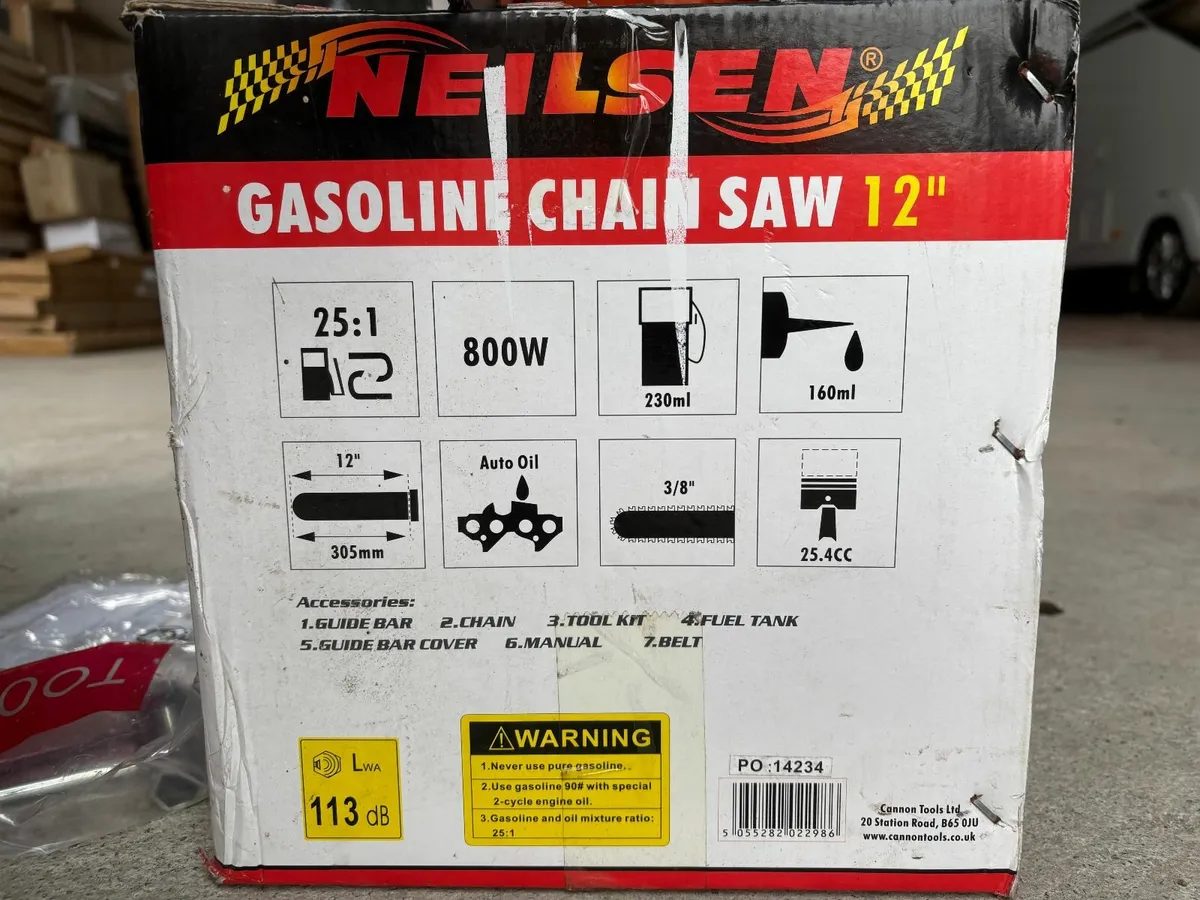 NEILSEN®
GASOLINE CHAIN SAW 12"
25:1
800W
230ml
160ml
12"
305mm
Auto Oil
3/8"
25.4CC
Accessories:
1.GUIDE BAR 2.CHAIN 3.TOOL KIT 4.FUEL TANK
5.GUIDE BAR COVER 6.MANUAL 7.BELT
LWA
113 dB
WARNING
1.Never use pure gasoline.
2.Use gasoline 90# with special
2-cycle engine oil.
3.Gasoline and oil mixture ratio:
25:1
PO :14234
5 055282 022986
Cannon Tools Ltd
20 Station Road, B65 0JU
www.cannontools.co.uk
TOO